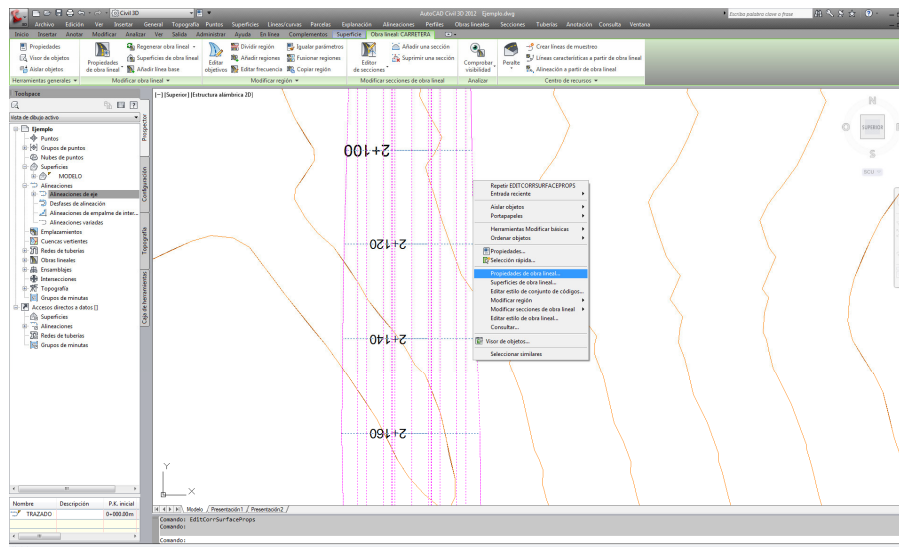 Civil 3D
AutoCAD Civil 3D 2012 Ejemplo.dwg
Escriba palabra clave o frase
Archivo Edición Ver Insertar General Topografía Puntos Superficies Líneas/curvas Parcelas Explanación Alineaciones Perfiles Obras lineales Secciones Tuberías Anotación Consulta Ventana
Inicio Insertar Anotar Modificar Analizar Ver Salida Administrar Ayuda En línea Complementos Superficie Obra lineal: CARRETERA
Propiedades
Visor de objetos
Aislar objetos
Herramientas generales
Propiedades de obra lineal
Regenerar obra lineal
Superficies de obra lineal
Añadir línea base
Modificar obra lineal
Editar objetivos
Dividir región
Añadir regiones
Editar frecuencia
Igualar parámetros
Fusionar regiones
Copiar región
Modificar región
Editor de secciones
Añadir una sección
Suprimir una sección
Modificar secciones de obra lineal
Comprobar visibilidad
Analizar
Peralte
Crear líneas de muestreo
Líneas características a partir de obra lineal
Alineación a partir de obra lineal
Centro de recursos
Toolspace
Vista de dibujo activo
Ejemplo
Puntos
Grupos de puntos
Nubes de puntos
Superficies
MODELO
Alineaciones
Alineaciones de eje
Desfases de alineación
Alineaciones de empalme de inter...
Alineaciones variadas
Emplazamientos
Cuencas vertientes
Redes de tuberías
Obras lineales
Ensamblajes
Intersecciones
Topografía
Grupos de minutas
Accesos directos a datos []
Superficies
Alineaciones
Redes de tuberías
Grupos de minutas
Prospector
Configuración
Topografía
Caja de herramientas
Nombre Descripción P.K. inicial
TRAZADO 0+000.00m
[−] [Superior] [Estructura alámbrica 2D]
2+100
2+120
2+140
2+160
Repetir EDITCORRSURFACEPROPS
Entrada reciente
Aislar objetos
Portapapeles
Herramientas Modificar básicas
Ordenar objetos
Propiedades...
Selección rápida...
Propiedades de obra lineal...
Superficies de obra lineal...
Editar estilo de conjunto de códigos...
Modificar región
Modificar secciones de obra lineal
Editar estilo de obra lineal...
Consultar...
Visor de objetos...
Seleccionar similares
N
O
SUPERIOR
E
S
Y
X
Modelo Presentación1 Presentación2
Comando: EditCorrSurfaceProps
Comando:
Comando: